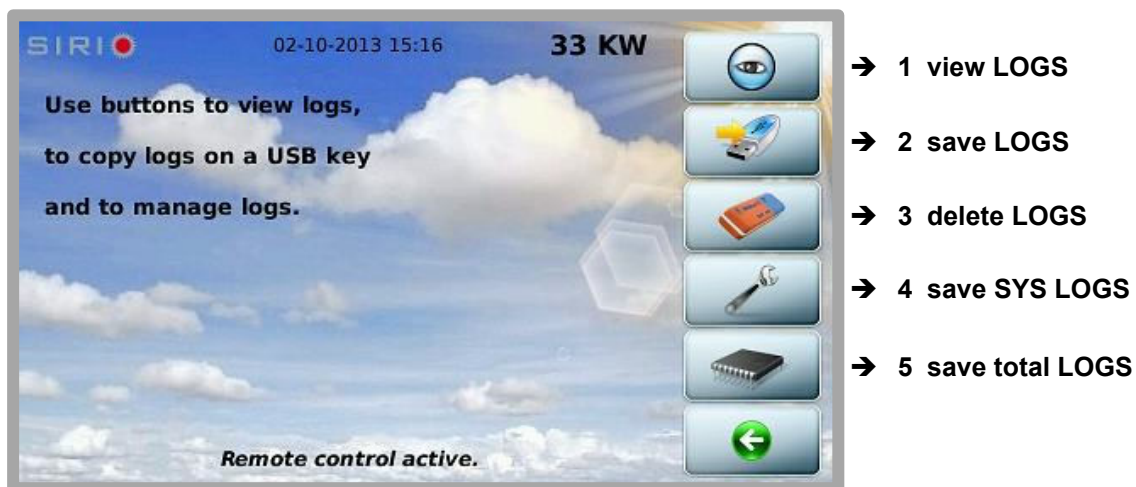 SIRIO 02-10-2013 15:16 33 KW
Use buttons to view logs,
to copy logs on a USB key
and to manage logs.
Remote control active.
➔ 1 view LOGS
➔ 2 save LOGS
➔ 3 delete LOGS
➔ 4 save SYS LOGS
➔ 5 save total LOGS